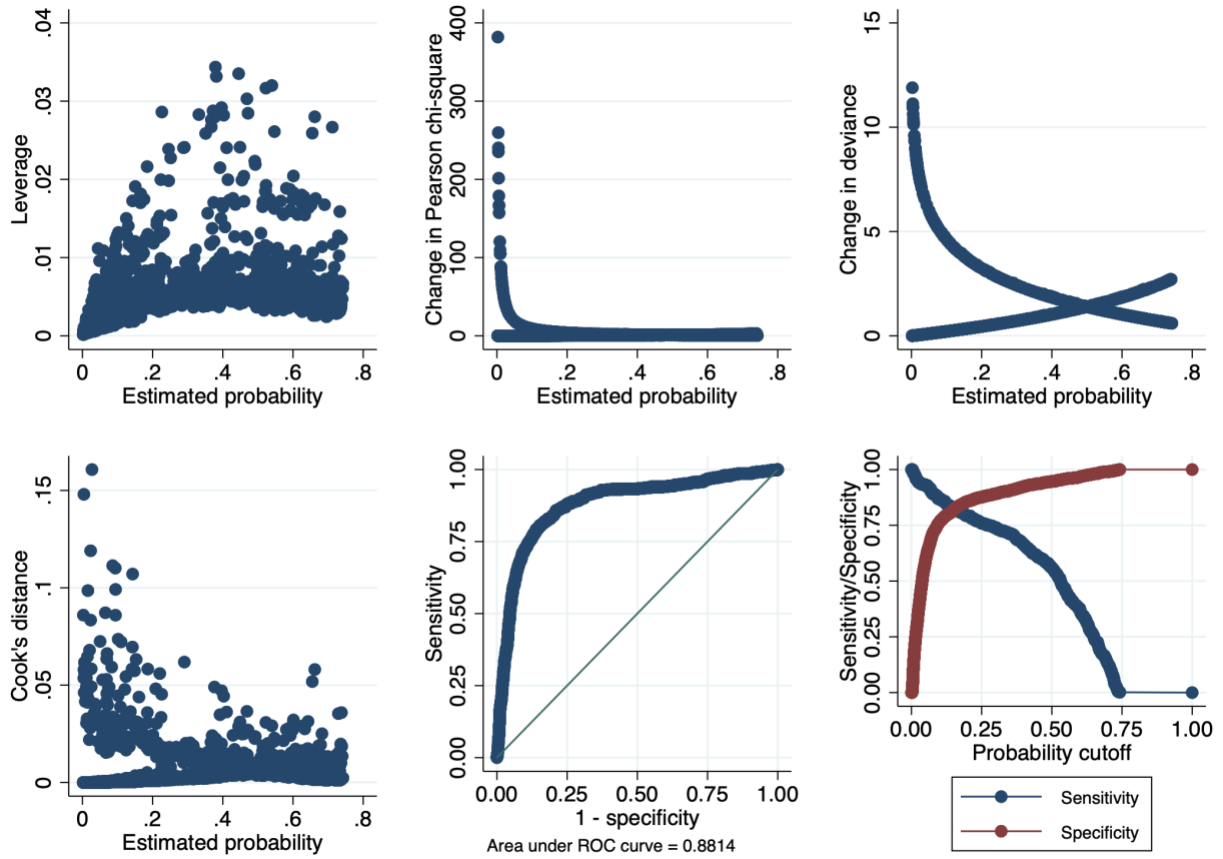 Leverage
0
.01
.02
.03
.04
0 .2 .4 .6 .8
Estimated probability
Change in Pearson chi-square
0
100
200
300
400
0 .2 .4 .6 .8
Estimated probability
Change in deviance
0
5
10
15
0 .2 .4 .6 .8
Estimated probability
Cook's distance
0
.05
.1
.15
0 .2 .4 .6 .8
Estimated probability
Sensitivity
0.00
0.25
0.50
0.75
1.00
0.00 0.25 0.50 0.75 1.00
1 - specificity
Area under ROC curve = 0.8814
Sensitivity/Specificity
0.00
0.25
0.50
0.75
1.00
0.00 0.25 0.50 0.75 1.00
Probability cutoff
Sensitivity
Specificity